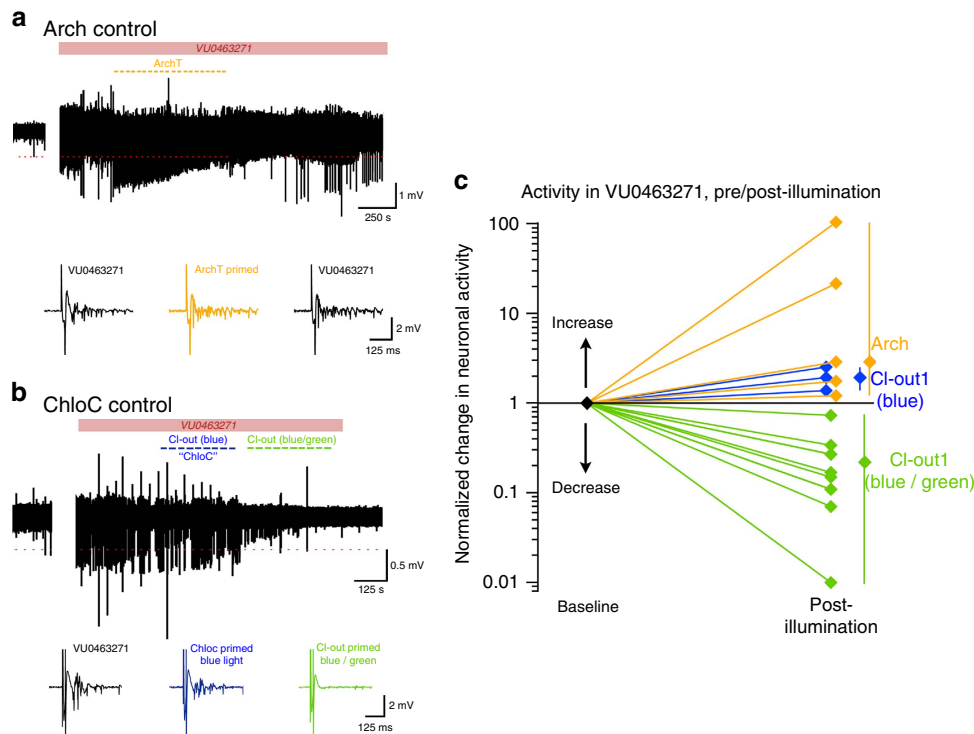 a
Arch control
VU0463271
ArchT
1 mV
250 s
VU0463271
ArchT primed
VU0463271
2 mV
125 ms
b
ChloC control
VU0463271
Cl-out (blue)
Cl-out (blue/green)
“ChloC”
0.5 mV
125 s
VU0463271
Chloc primed
blue light
Cl-out primed
blue / green
2 mV
125 ms
c
Activity in VU0463271, pre/post-illumination
Normalized change in neuronal activity
100
10
1
0.1
0.01
Increase
Decrease
Arch
Cl-out1
(blue)
Cl-out1
(blue / green)
Baseline
Post-
illumination